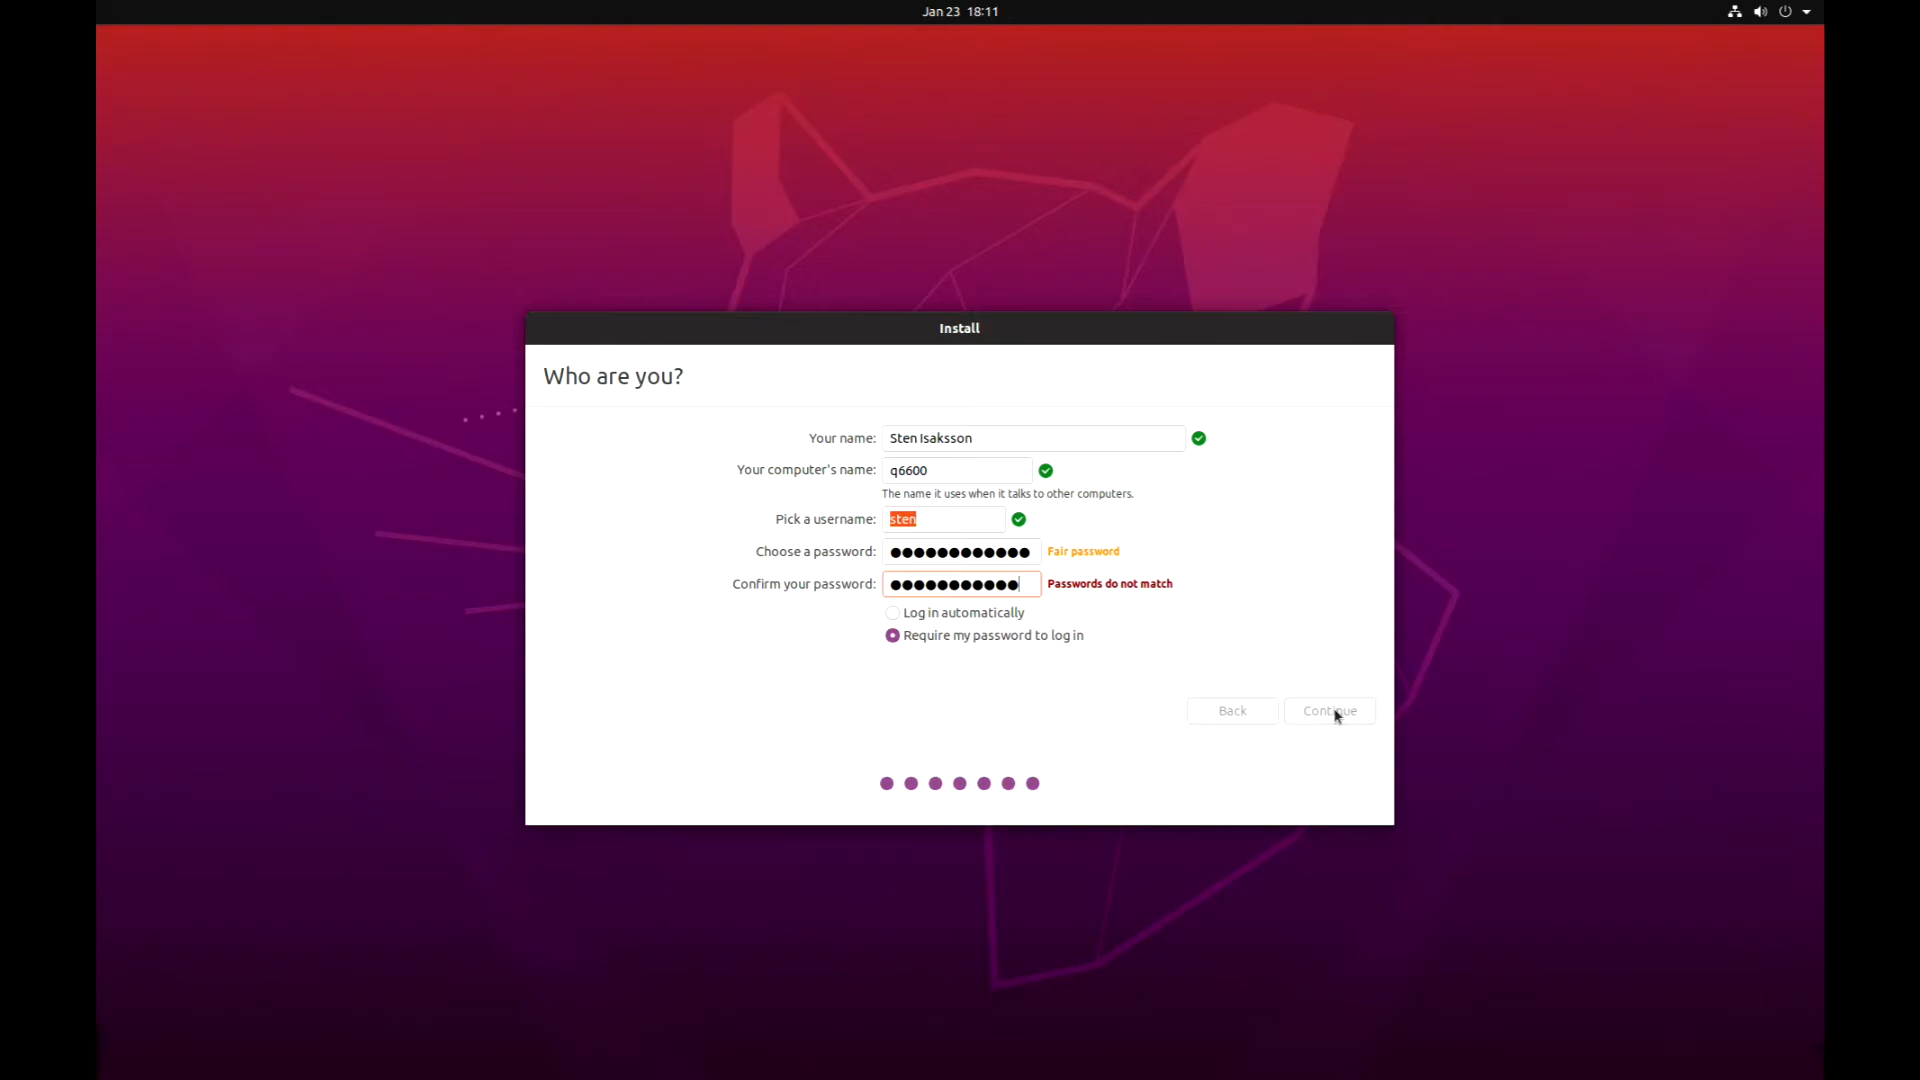 Jan 23 18:11
Install
Who are you?
Your name: Sten Isaksson
Your computer's name: q6600
The name it uses when it talks to other computers.
Pick a username: sten
Choose a password: ●●●●●●●●●●●● Fair password
Confirm your password: ●●●●●●●●●●● Passwords do not match
Log in automatically
Require my password to log in
Back Continue